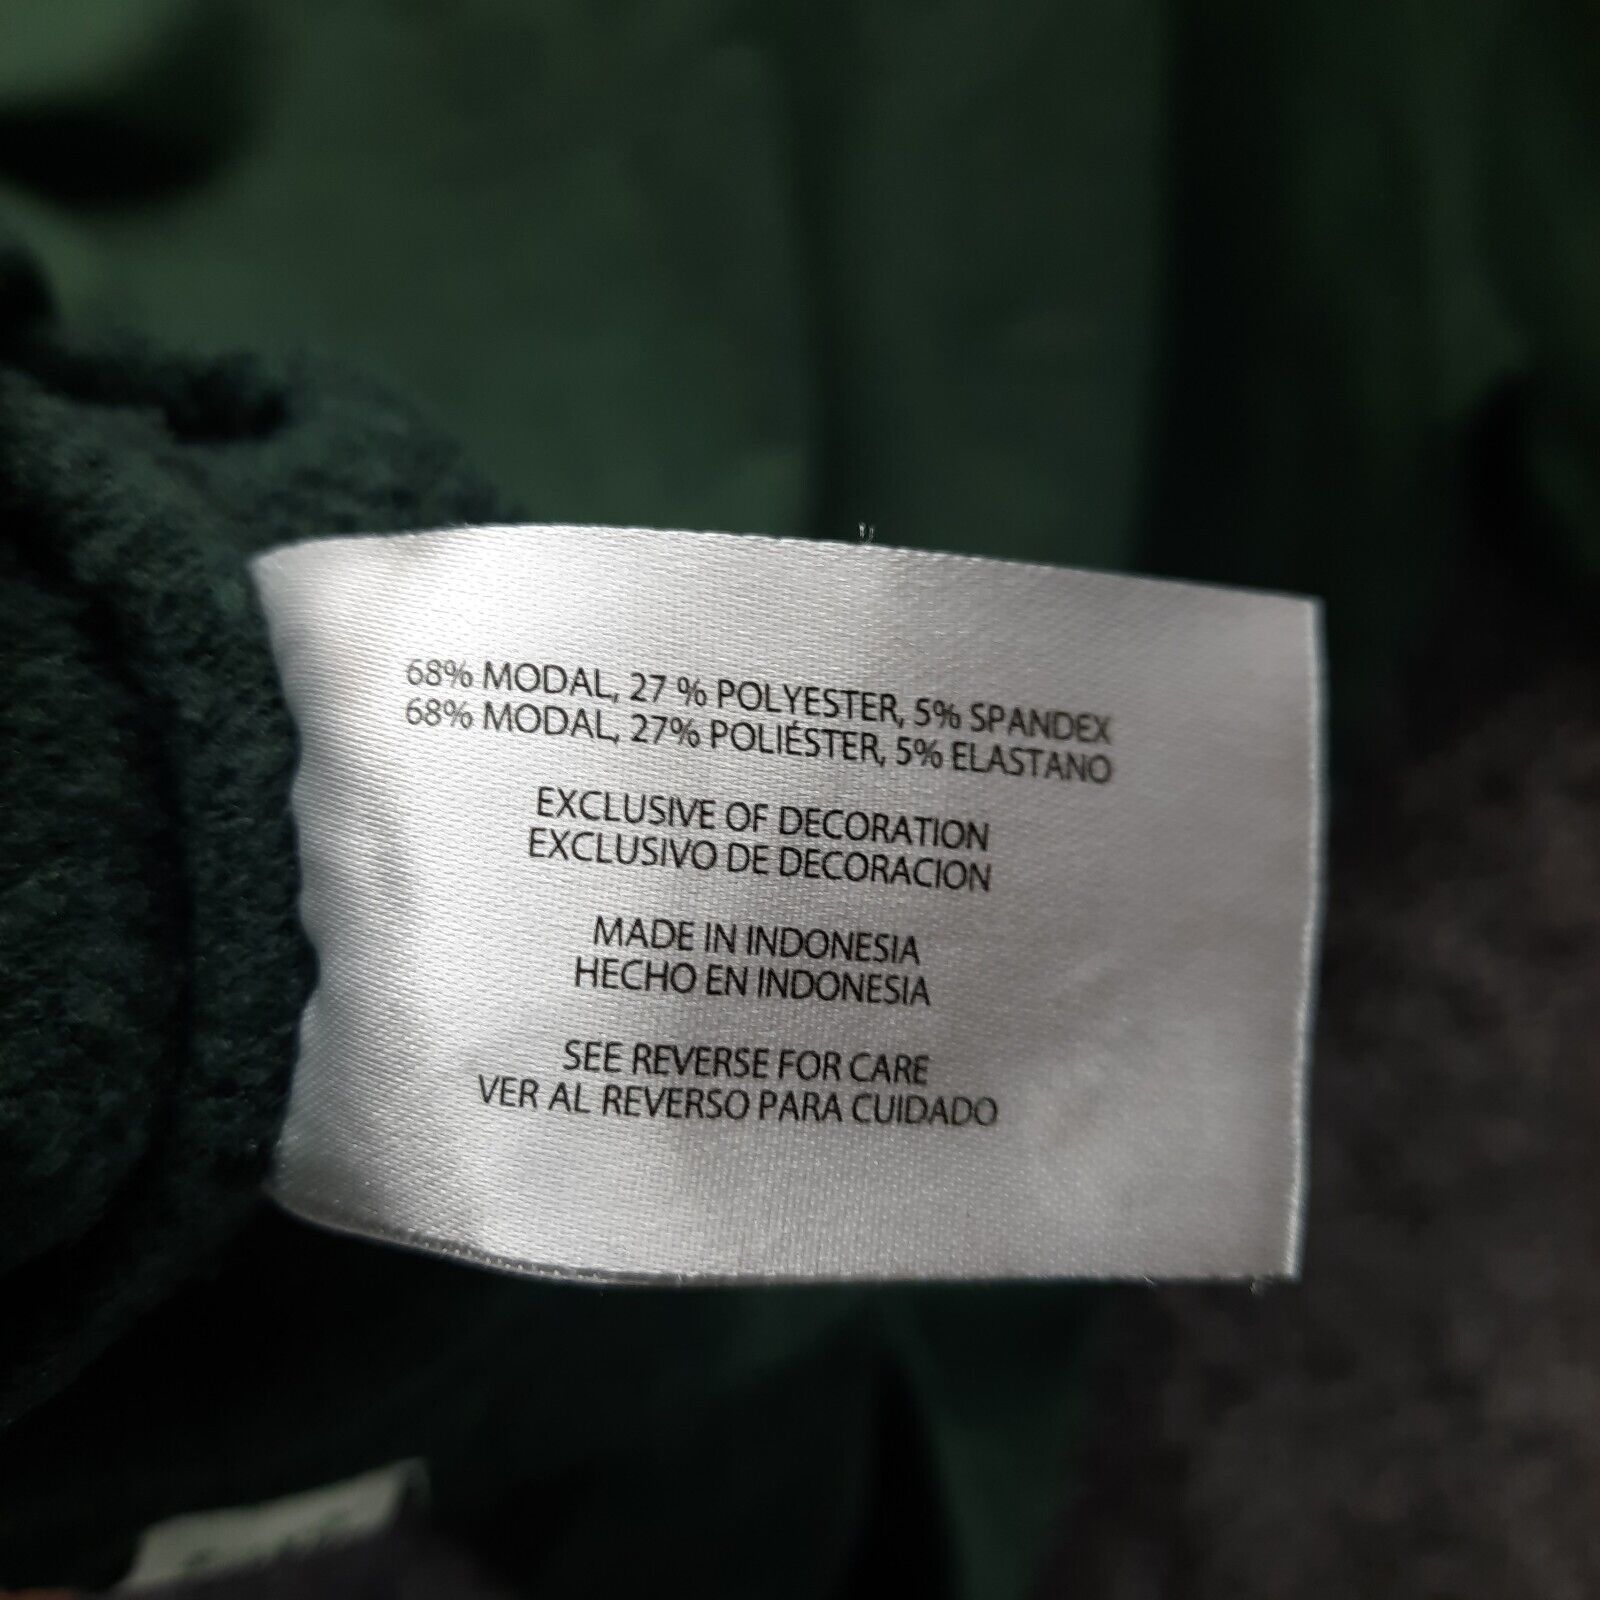 68% MODAL, 27 % POLYESTER, 5% SPANDEX
68% MODAL, 27% POLIÉSTER, 5% ELASTANO
EXCLUSIVE OF DECORATION
EXCLUSIVO DE DECORACION
MADE IN INDONESIA
HECHO EN INDONESIA
SEE REVERSE FOR CARE
VER AL REVERSO PARA CUIDADO